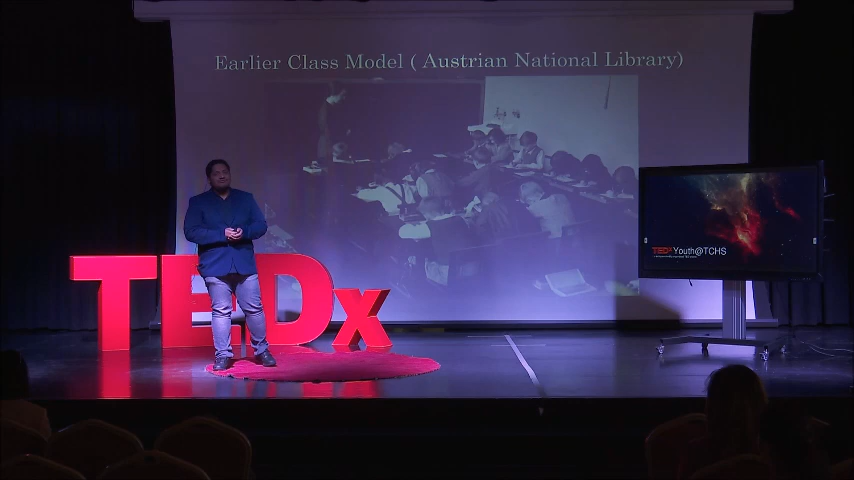 Earlier Class Model ( Austrian National Library)
TEDx
TEDxYouth@TCHS